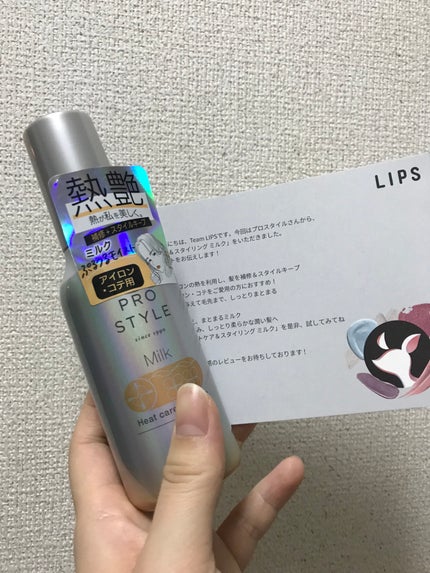 熱艶
熱が私を美しく。
補修+スタイルキープ
ミルク
アイロン
・コテ用
PRO
STYLE
since 1990
Milk
Heat care
LIPS
ちは、Team LIPSです。今回はプロスタイルさんから、
&スタイリング ミルク」をいただきました。
をお伝えします!
ロンの熱を利用し、髪を補修&スタイルキープ
ン・コテをご愛用の方におすすめ!
えて毛先まで、しっとりまとまる
、まとまるミルク
み、しっとり柔らかな潤い髪へ
トケア&スタイリング ミルク」を是非、試してみてね
様のレビューをお待ちしております!